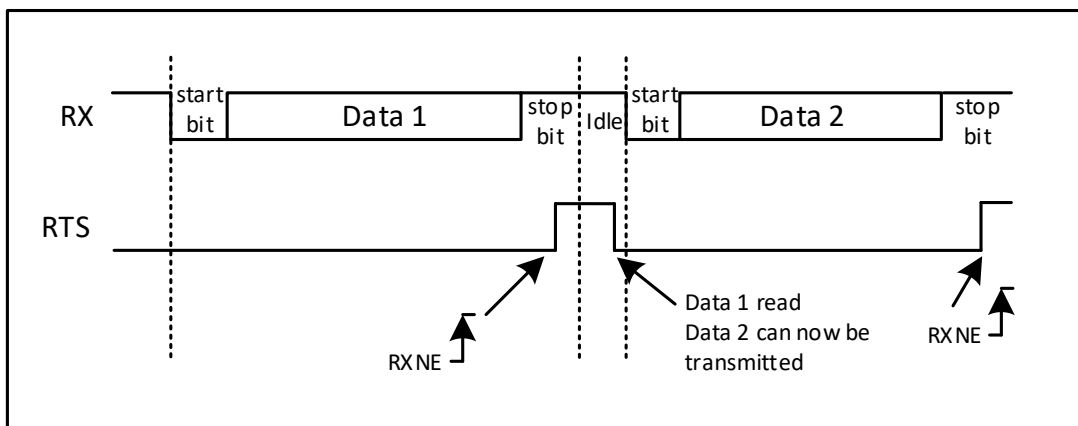 RX
start
bit
Data 1
stop
bit
Idle
start
bit
Data 2
stop
bit
RTS
RXNE
Data 1 read
Data 2 can now be
transmitted
RXNE